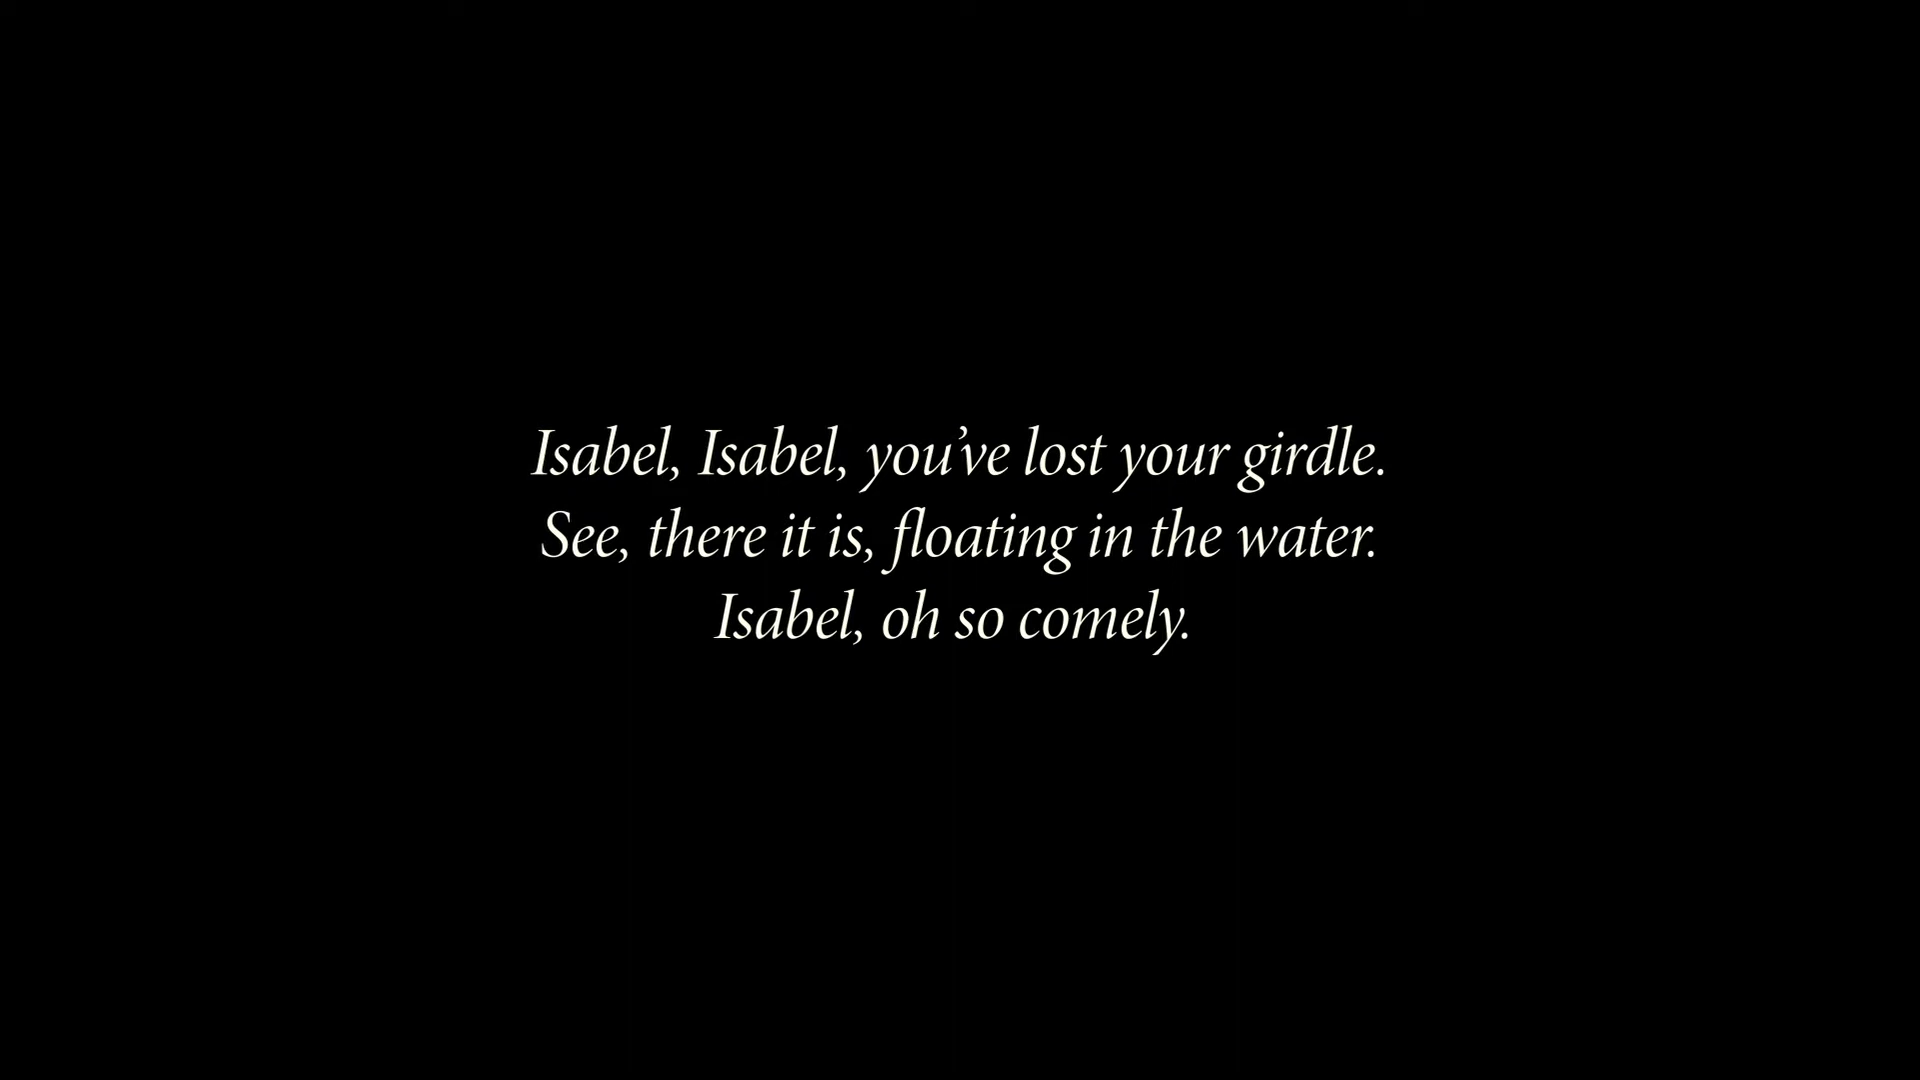 Isabel, Isabel, you’ve lost your girdle.
See, there it is, floating in the water.
Isabel, oh so comely.